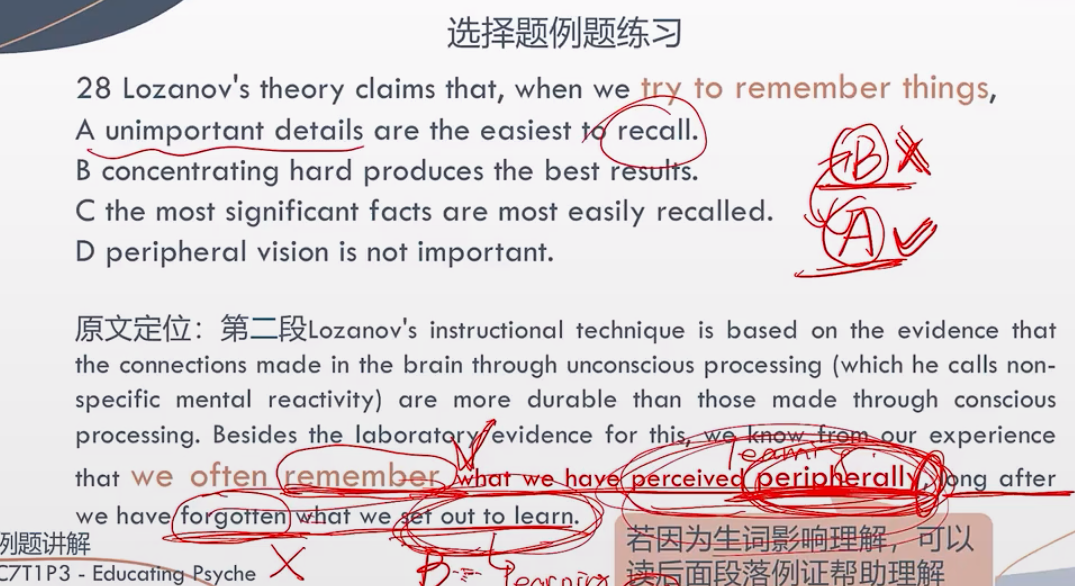 选择题例题练习
28 Lozanov's theory claims that, when we try to remember things,
A unimportant details are the easiest to recall.
B concentrating hard produces the best results.
C the most significant facts are most easily recalled.
D peripheral vision is not important.
B
A
原文定位：第二段Lozanov's instructional technique is based on the evidence that
the connections made in the brain through unconscious processing (which he calls non-
specific mental reactivity) are more durable than those made through conscious
processing. Besides the laboratory evidence for this, we know from our experience
that we often remember what we have perceived peripherally, long after
we have forgotten what we set out to learn.
例题讲解
C7T1P3 - Educating Psyche
若因为生词影响理解，可以
读后面段落例证帮助理解
learning